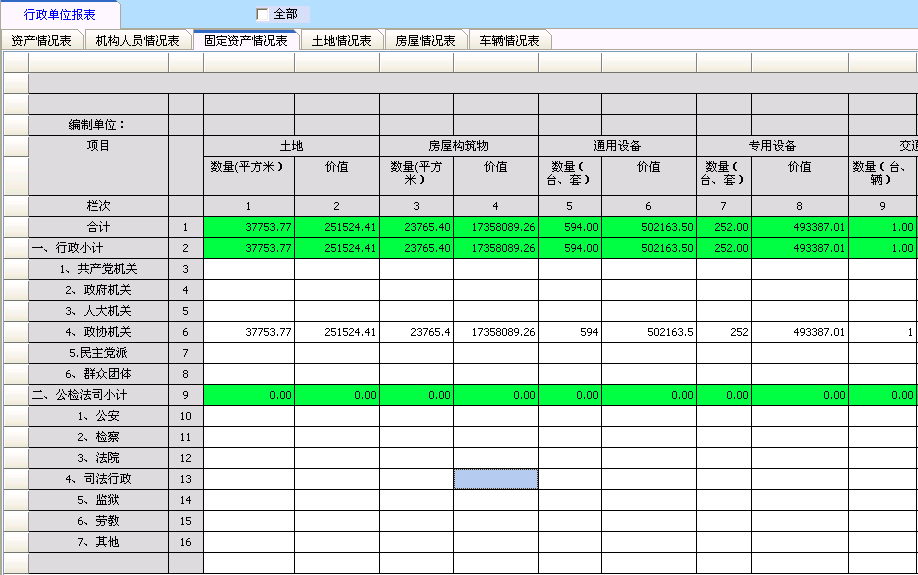 行政单位报表 全部
资产情况表 机构人员情况表 固定资产情况表 土地情况表 房屋情况表 车辆情况表
编制单位：
项目 土地 房屋构筑物 通用设备 专用设备 交通
数量(平方米) 价值 数量(平方米) 价值 数量(台、套) 价值 数量(台、套) 价值 数量(台、辆)
栏次 1 2 3 4 5 6 7 8 9
合计 1 37753.77 251524.41 23765.40 17358089.26 594.00 502163.50 252.00 493387.01 1.00
一、行政小计 2 37753.77 251524.41 23765.40 17358089.26 594.00 502163.50 252.00 493387.01 1.00
1、共产党机关 3
2、政府机关 4
3、人大机关 5
4、政协机关 6 37753.77 251524.41 23765.4 17358089.26 594 502163.5 252 493387.01 1
5.民主党派 7
6、群众团体 8
二、公检法司小计 9 0.00 0.00 0.00 0.00 0.00 0.00 0.00 0.00 0.00
1、公安 10
2、检察 11
3、法院 12
4、司法行政 13
5、监狱 14
6、劳教 15
7、其他 16